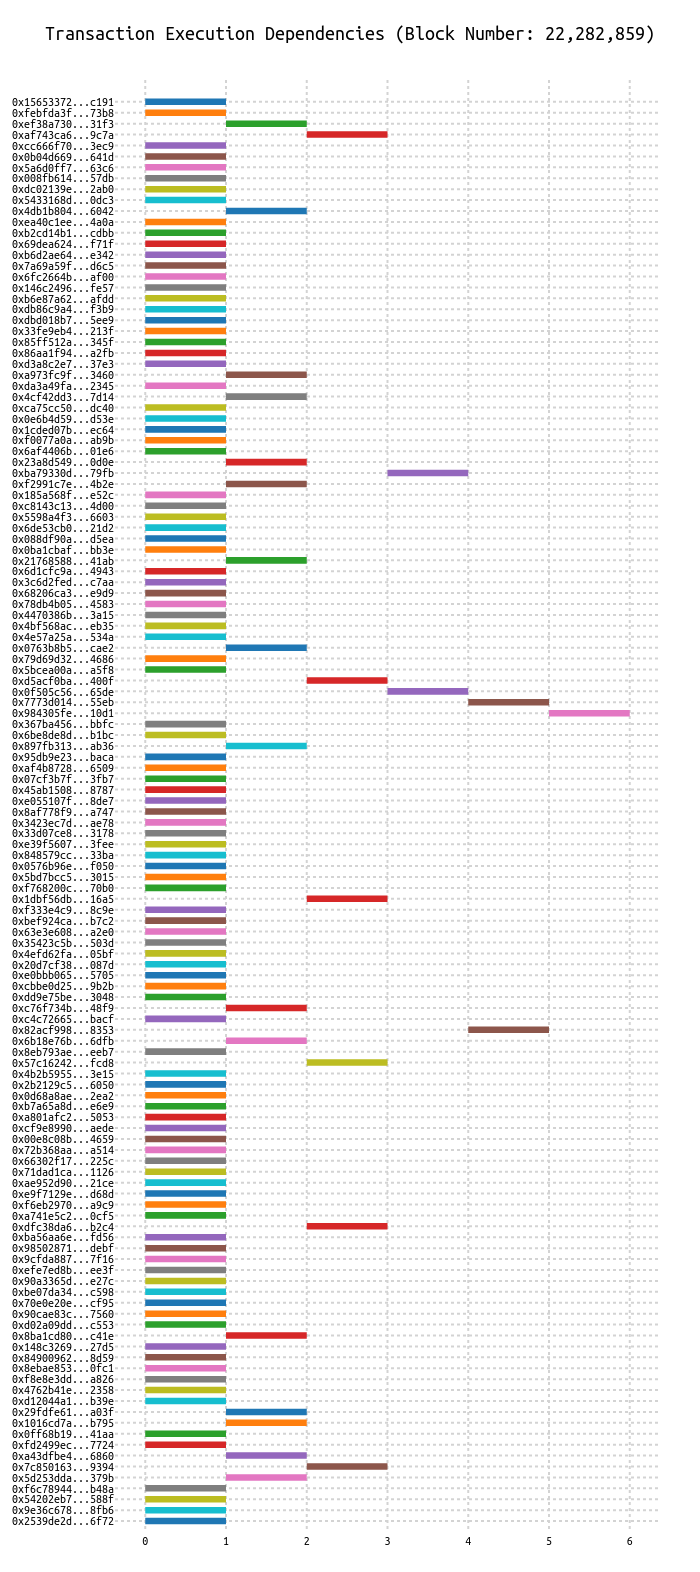 Transaction Execution Dependencies (Block Number: 22,282,859)
0x15653372...c191
0xfebfda3f...73b8
0xef38a730...31f3
0xaf743ca6...9c7a
0xcc666f70...3ec9
0x0b04d669...641d
0x5a6d0ff7...63c6
0x008fb614...57db
0xdc02139e...2ab0
0x5433168d...0dc3
0x4db1b804...6042
0xea40c1ee...4a0a
0xb2cd14b1...cdbb
0x69dea624...f71f
0xb6d2ae64...e342
0x7a69a59f...d6c5
0x6fc2664b...af00
0x146c2496...fe57
0xb6e87a62...afdd
0xdb86c9a4...f3b9
0xdbd018b7...5ee9
0x33fe9eb4...213f
0x85ff512a...345f
0x86aa1f94...a2fb
0xd3a8c2e7...37e3
0xa973fc9f...3460
0xda3a49fa...2345
0x4cf42dd3...7d14
0xca75cc50...dc40
0x0e6b4d59...d53e
0x1cded07b...ec64
0xf0077a0a...ab9b
0x6af4406b...01e6
0x23a8d549...0d0e
0xba79330d...79fb
0xf2991c7e...4b2e
0x185a568f...e52c
0xc8143c13...4d00
0x5598a4f3...6603
0x6de53cb0...21d2
0x088df90a...d5ea
0x0ba1cbaf...bb3e
0x21768588...41ab
0x6d1cfc9a...4943
0x3c6d2fed...c7aa
0x68206ca3...e9d9
0x78db4b05...4583
0x4470386b...3a15
0x4bf568ac...eb35
0x4e57a25a...534a
0x0763b8b5...cae2
0x79d69d32...4686
0x5bcea00a...a5f8
0xd5acf0ba...400f
0x0f505c56...65de
0x7773d014...55eb
0x984305fe...10d1
0x367ba456...bbfc
0x6be8de8d...b1bc
0x897fb313...ab36
0x95db9e23...baca
0xaf4b8728...6509
0x07cf3b7f...3fb7
0x45ab1508...8787
0xe055107f...8de7
0x8af778f9...a747
0x3423ec7d...ae78
0x33d07ce8...3178
0xe39f5607...3fee
0x848579cc...33ba
0x0576b96e...f050
0x5bd7bcc5...3015
0xf768200c...70b0
0x1dbf56db...16a5
0xf333e4c9...8c9e
0xbef924ca...b7c2
0x63e3e608...a2e0
0x35423c5b...503d
0x4efd62fa...05bf
0x20d7cf38...087d
0xe0bbb065...5705
0xcbbe0d25...9b2b
0xdd9e75be...3048
0xc76f734b...48f9
0xc4c72665...bacf
0x82acf998...8353
0x6b18e76b...6dfb
0x8eb793ae...eeb7
0x57c16242...fcd8
0x4b2b5955...3e15
0x2b2129c5...6050
0x0d68a8ae...2ea2
0xb7a65a8d...e6e9
0xa801afc2...5053
0xcf9e8990...aede
0x00e8c08b...4659
0x72b368aa...a514
0x66302f17...225c
0x71dad1ca...1126
0xae952d90...21ce
0xe9f7129e...d68d
0xf6eb2970...a9c9
0xa741e5c2...0cf5
0xdfc38da6...b2c4
0xba56aa6e...fd56
0x98502871...debf
0x9cfda887...7f16
0xefe7ed8b...ee3f
0x90a3365d...e27c
0xbe07da34...c598
0x70e0e20e...cf95
0x90cae83c...7560
0xd02a09dd...c553
0x8ba1cd80...c41e
0x148c3269...27d5
0x84900962...8d59
0x8ebae853...0fc1
0xf8e8e3dd...a826
0x4762b41e...2358
0xd12044a1...b39e
0x29fdfe61...a03f
0x1016cd7a...b795
0x0ff68b19...41aa
0xfd2499ec...7724
0xa43dfbe4...6860
0x7c850163...9394
0x5d253dda...379b
0xf6c78944...b48a
0x54202eb7...588f
0x9e36c678...8fb6
0x2539de2d...6f72
0 1 2 3 4 5 6